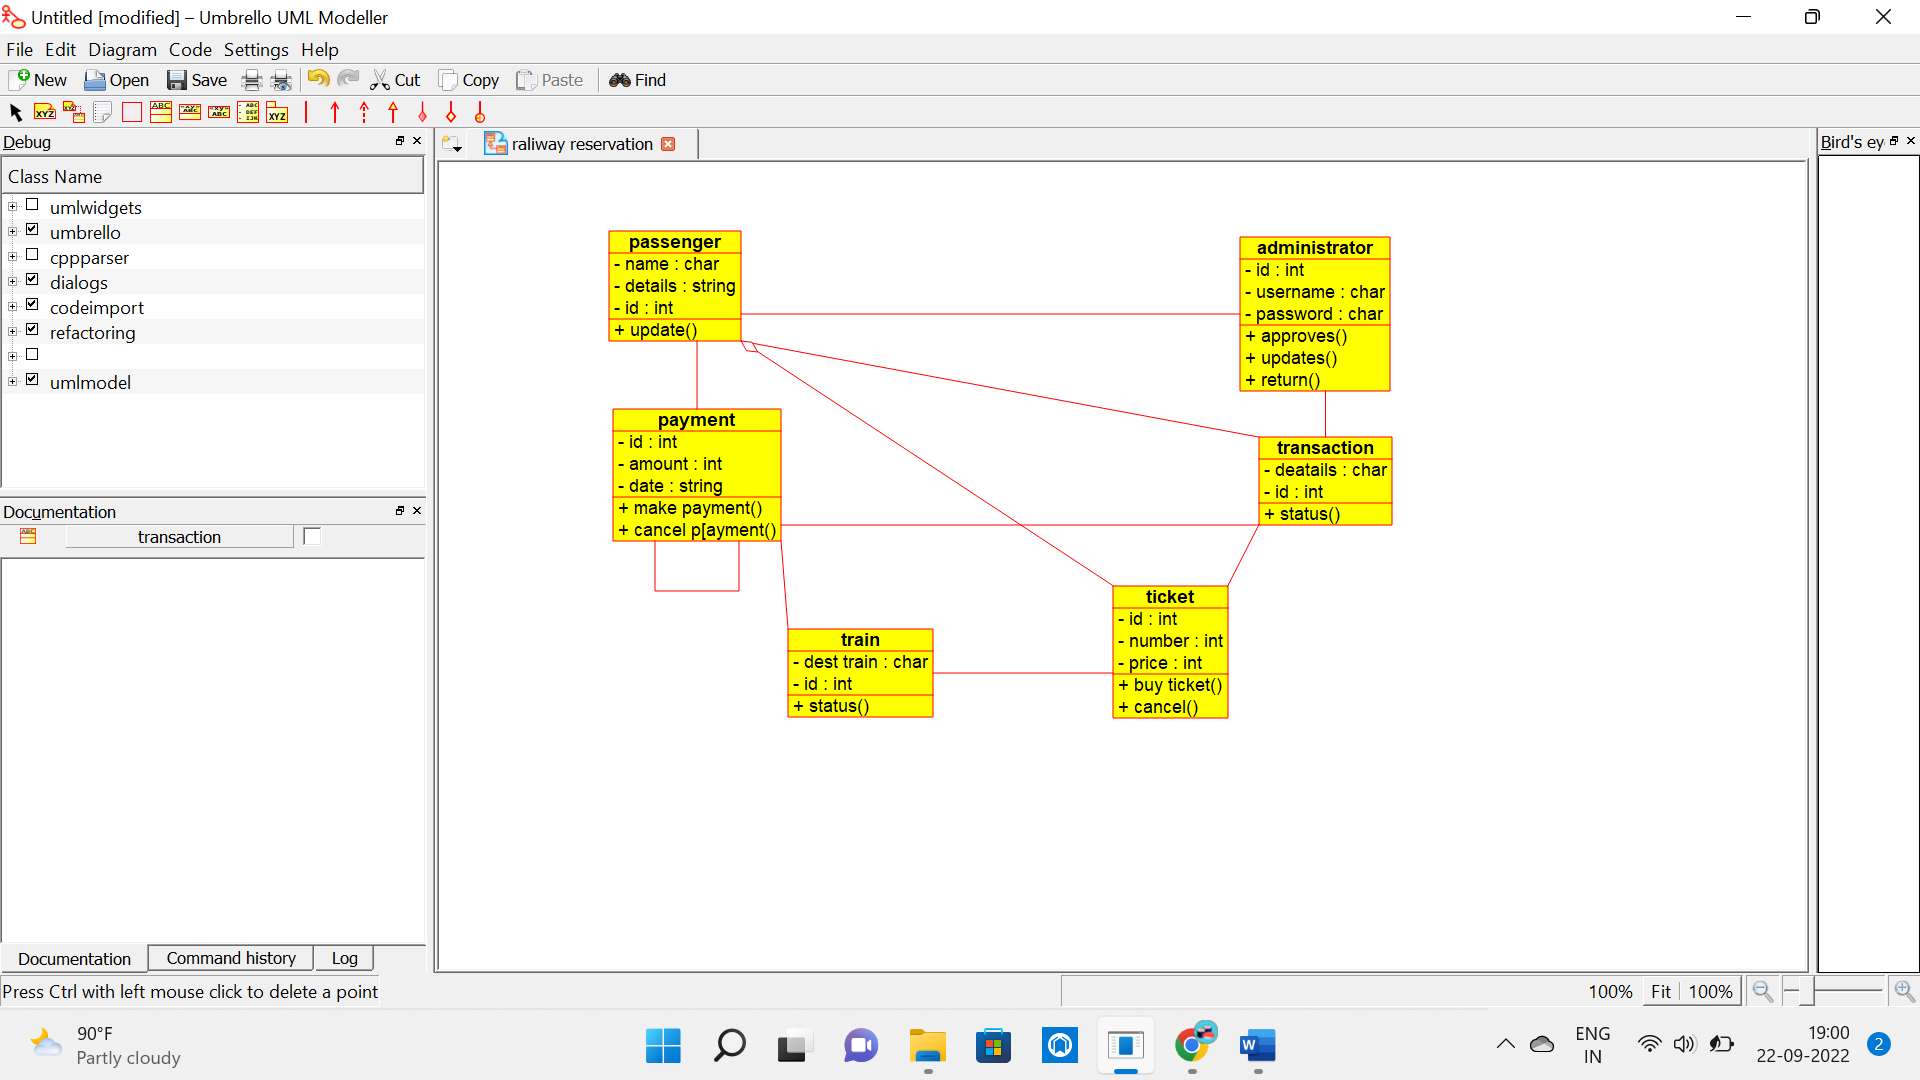 Untitled [modified] – Umbrello UML Modeller
File Edit Diagram Code Settings Help
New Open Save Cut Copy Paste Find
Debug
raliway reservation
Bird's ey
Class Name
umlwidgets
umbrello
cppparser
dialogs
codeimport
refactoring
umlmodel
Documentation
transaction
passenger
- name : char
- details : string
- id : int
+ update()
administrator
- id : int
- username : char
- password : char
+ approves()
+ updates()
+ return()
payment
- id : int
- amount : int
- date : string
+ make payment()
+ cancel p[ayment()
transaction
- deatails : char
- id : int
+ status()
ticket
- id : int
- number : int
- price : int
+ buy ticket()
+ cancel()
train
- dest train : char
- id : int
+ status()
Documentation Command history Log
Press Ctrl with left mouse click to delete a point
100% Fit 100%
90°F
Partly cloudy
ENG
IN
19:00
22-09-2022
2